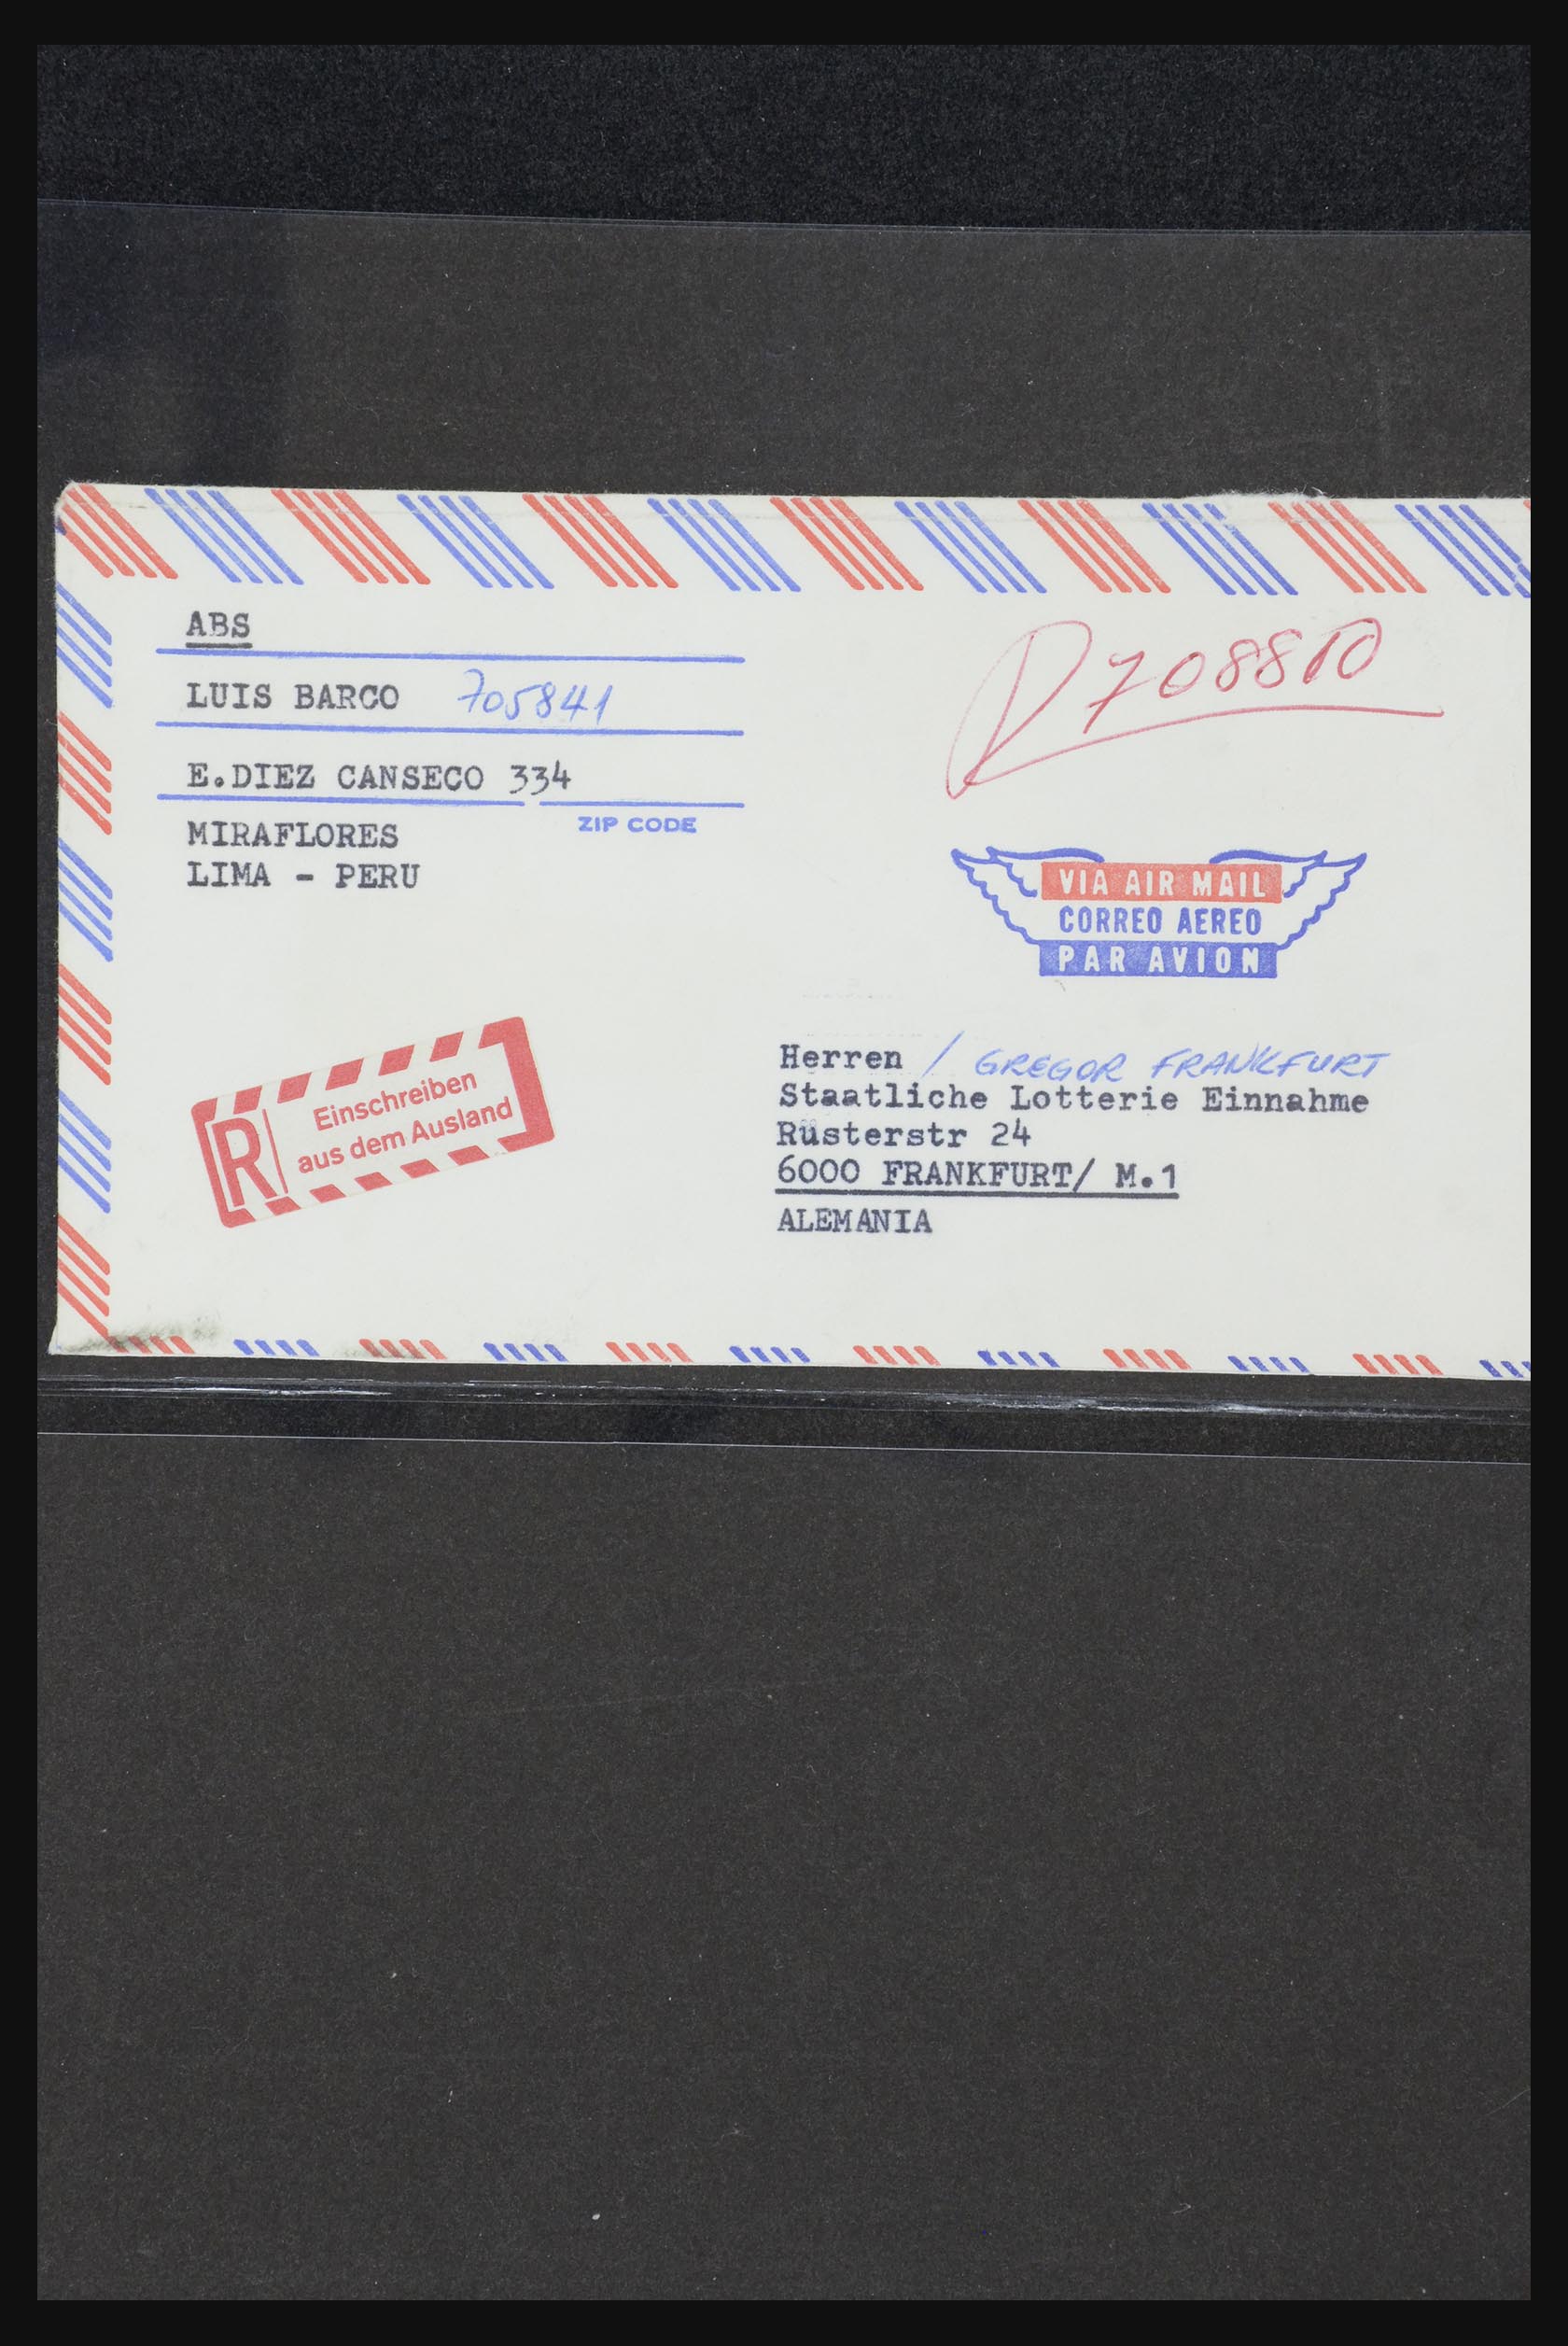 ABS
LUIS BARCO 705841
E.DIEZ CANSECO 334
ZIP CODE
MIRAFLORES
LIMA - PERU
R 708810
VIA AIR MAIL
CORREO AEREO
PAR AVION
R
Einschreiben
aus dem Ausland
Herren / GREGOR FRANKFURT
Staatliche Lotterie Einnahme
Rüsterstr 24
6000 FRANKFURT/ M.1
ALEMANIA